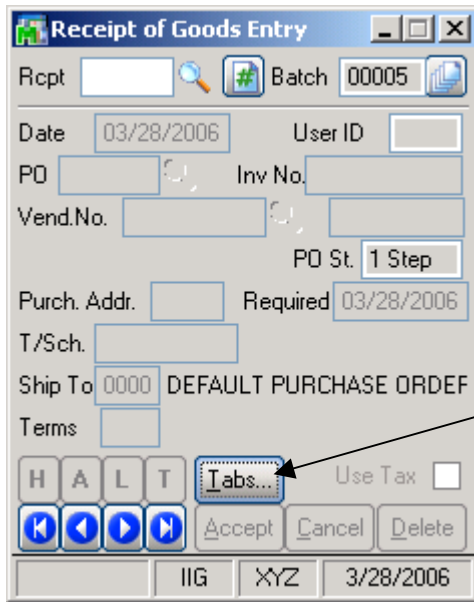 Receipt of Goods Entry
Rcpt # Batch 00005
Date 03/28/2006 User ID
PO Inv No.
Vend.No.
PO St. 1 Step
Purch. Addr. Required 03/28/2006
T/Sch.
Ship To 0000 DEFAULT PURCHASE ORDEF
Terms
H A L T Tabs... Use Tax
Accept Cancel Delete
IIG XYZ 3/28/2006